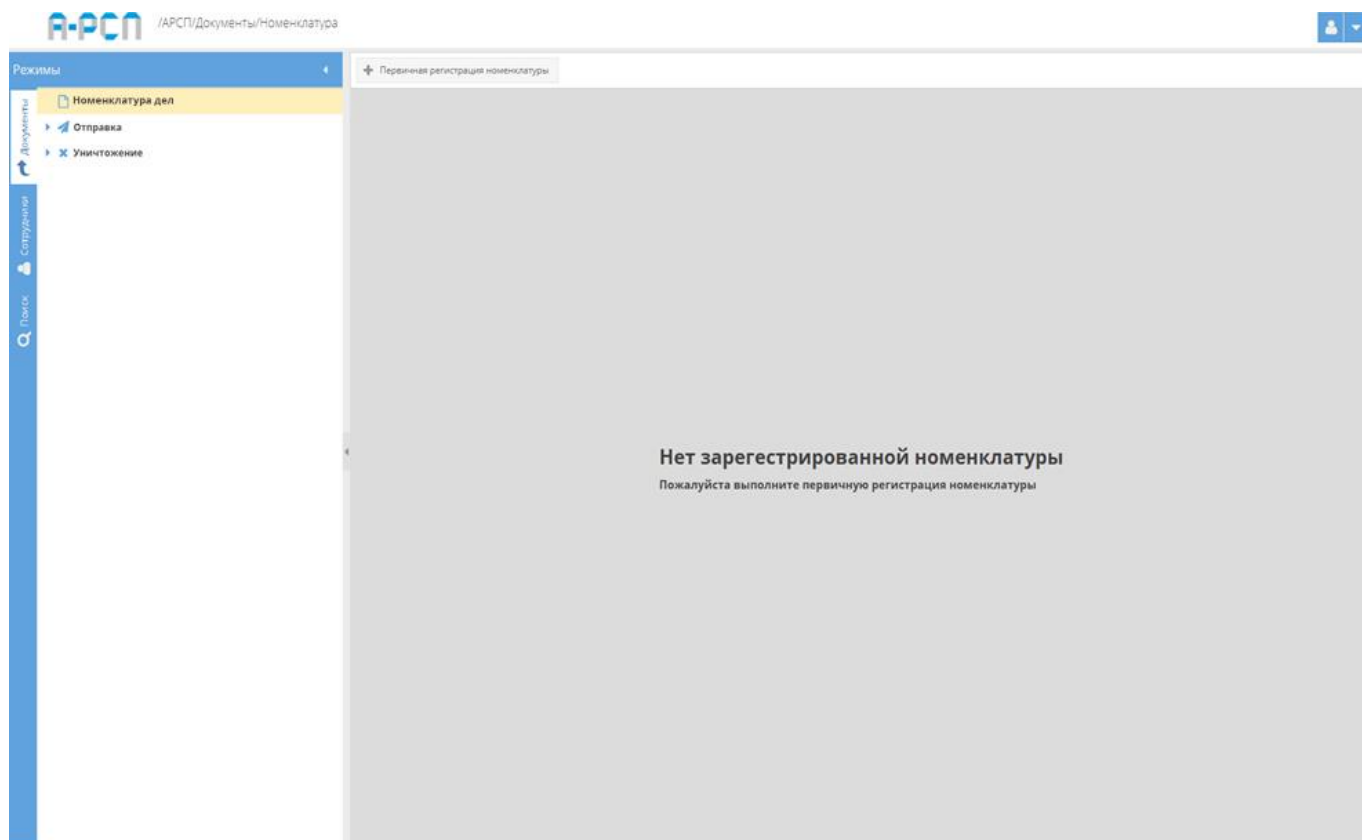 А-РСП
/АРСП/Документы/Номенклатура
Режимы
Первичная регистрация номенклатуры
Документы
Номенклатура дел
Отправка
Уничтожение
Сотрудники
Поиск
Нет зарегестрированной номенклатуры
Пожалуйста выполните первичную регистрация номенклатуры